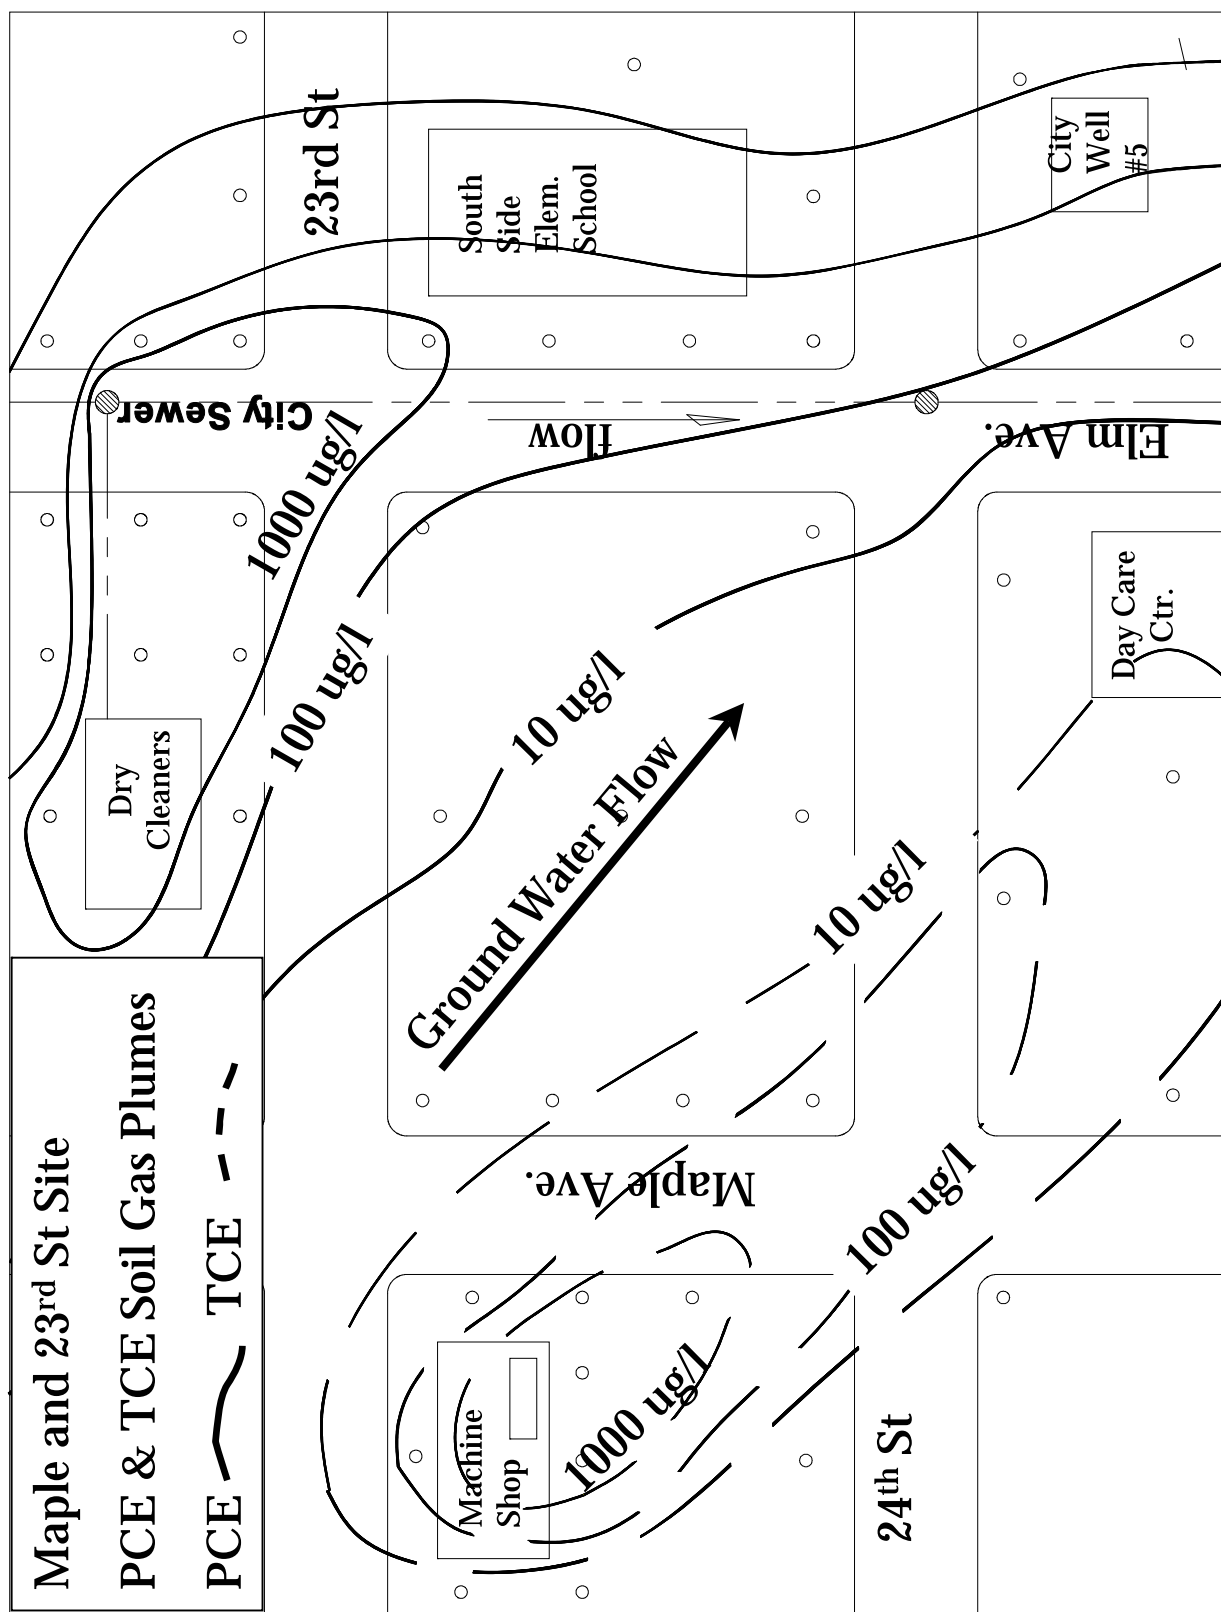 Maple and 23rd St Site
PCE & TCE Soil Gas Plumes
PCE TCE
Dry
Cleaners
City Sewer
23rd St
1000 ug/l
100 ug/l
10 ug/l
South
Side
Elem.
School
flow
City
Well
#5
Elm Ave.
Ground Water Flow
Day Care
Ctr.
10 ug/l
Maple Ave.
100 ug/l
1000 ug/l
Machine
Shop
24th St